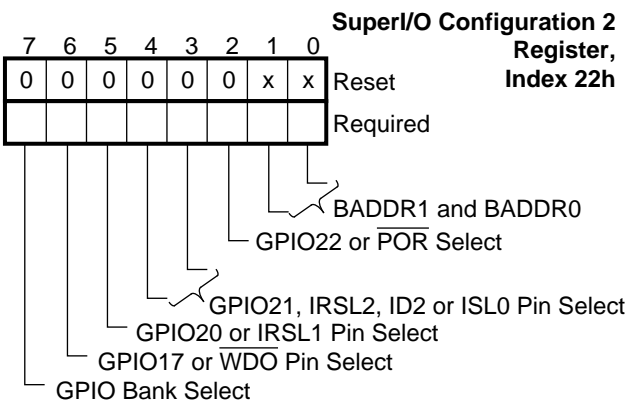 SuperI/O Configuration 2
Register,
Index 22h
7 6 5 4 3 2 1 0
0 0 0 0 0 0 x x Reset
Required
BADDR1 and BADDR0
GPIO22 or POR Select
GPIO21, IRSL2, ID2 or ISL0 Pin Select
GPIO20 or IRSL1 Pin Select
GPIO17 or WDO Pin Select
GPIO Bank Select